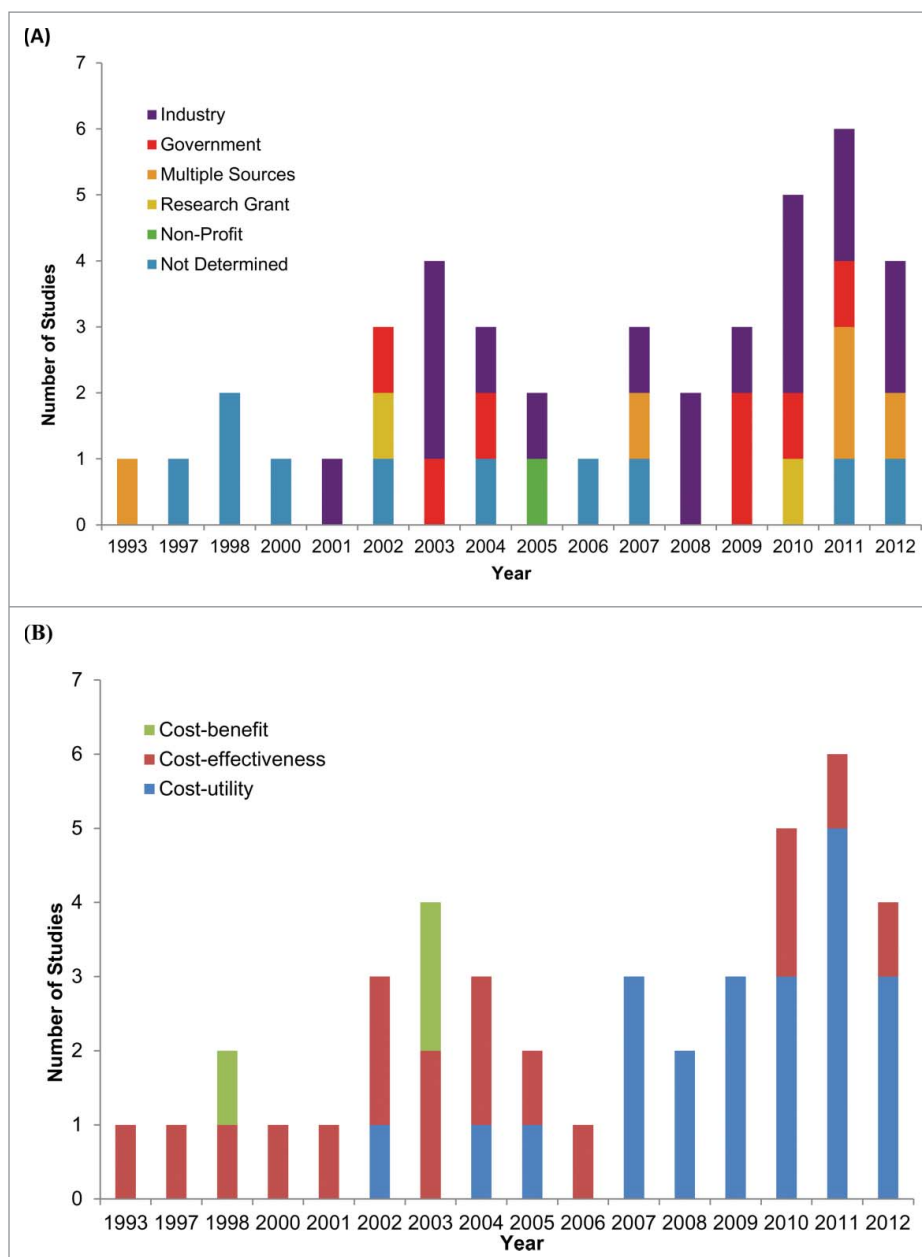 (A)
7
6
5
4
3
2
1
0
Number of Studies
Industry
Government
Multiple Sources
Research Grant
Non-Profit
Not Determined
1993 1997 1998 2000 2001 2002 2003 2004 2005 2006 2007 2008 2009 2010 2011 2012
Year
(B)
7
6
5
4
3
2
1
0
Number of Studies
Cost-benefit
Cost-effectiveness
Cost-utility
1993 1997 1998 2000 2001 2002 2003 2004 2005 2006 2007 2008 2009 2010 2011 2012
Year